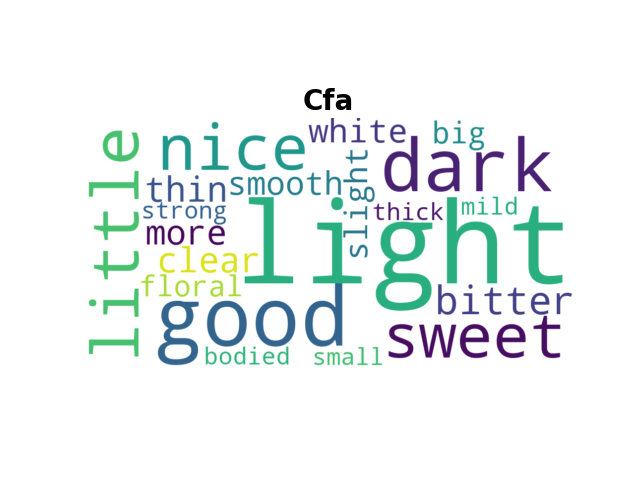 Cfa
little
nice
white
big
dark
thin
smooth
slight
strong
thick
mild
more
light
clear
floral
good
bitter
sweet
bodied
small